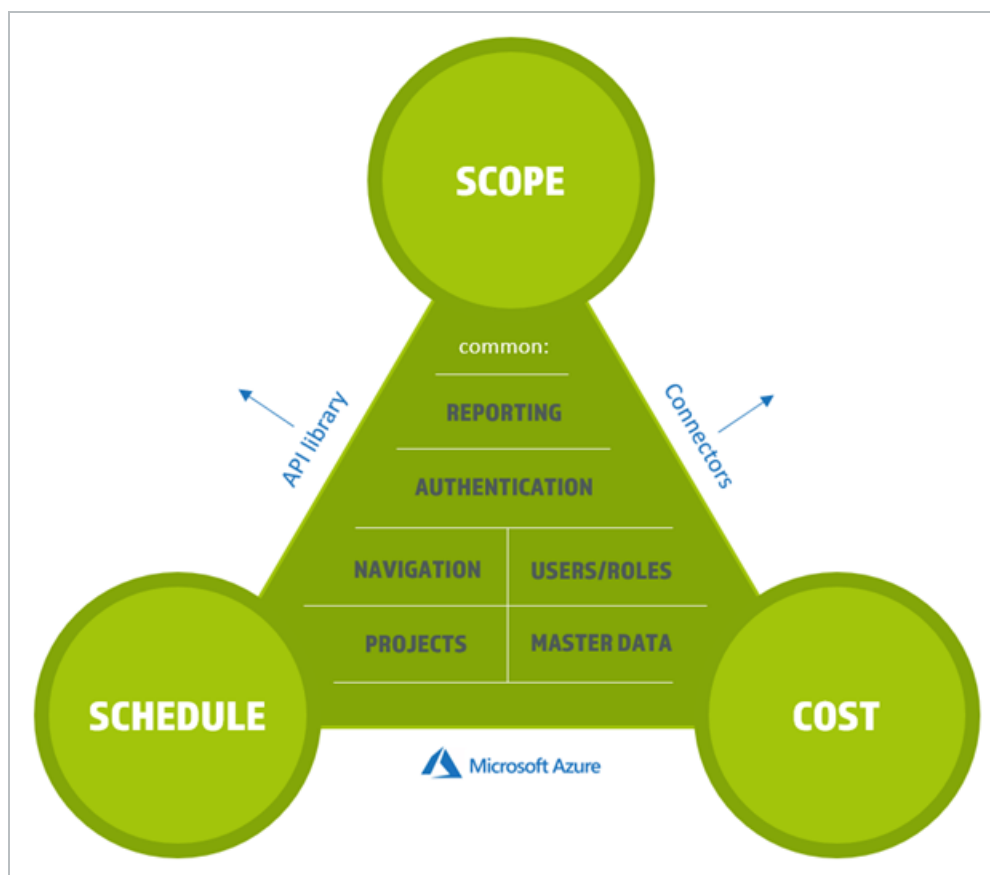 SCOPE
common:
REPORTING
API library
Connectors
AUTHENTICATION
NAVIGATION
USERS/ROLES
PROJECTS
MASTER DATA
SCHEDULE
COST
Microsoft Azure